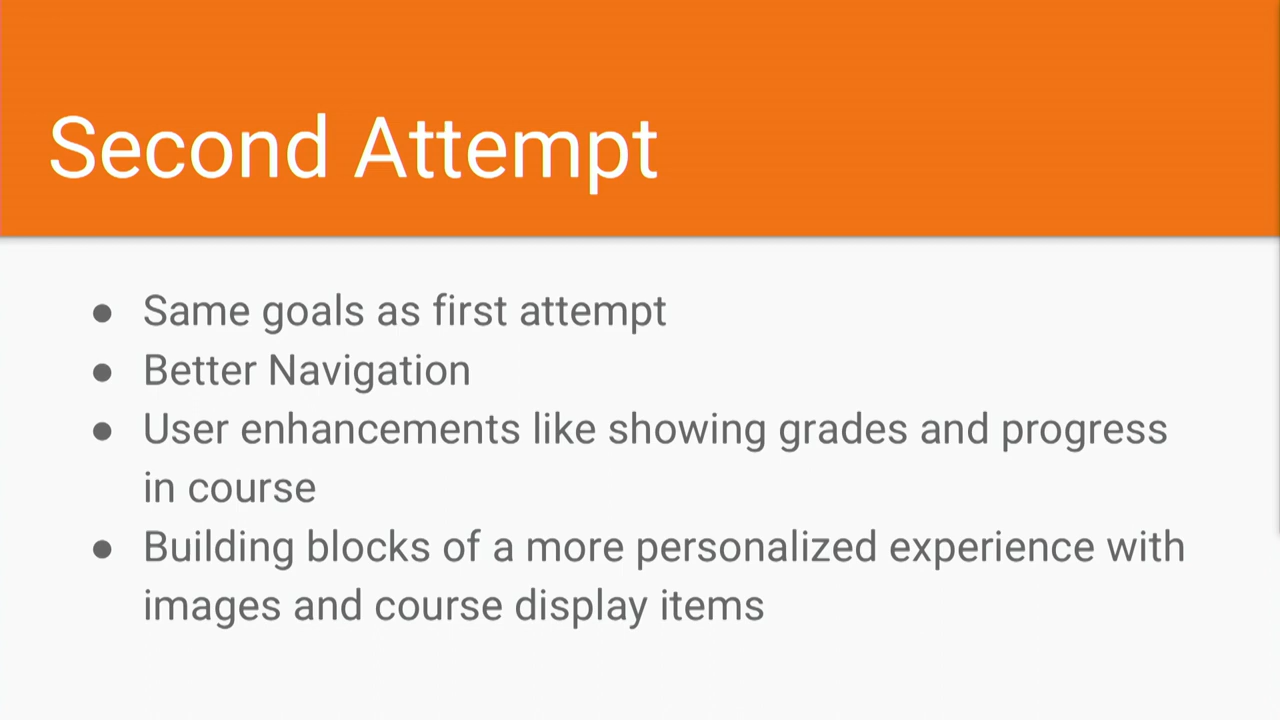 Second Attempt
● Same goals as first attempt
● Better Navigation
● User enhancements like showing grades and progress
in course
● Building blocks of a more personalized experience with
images and course display items